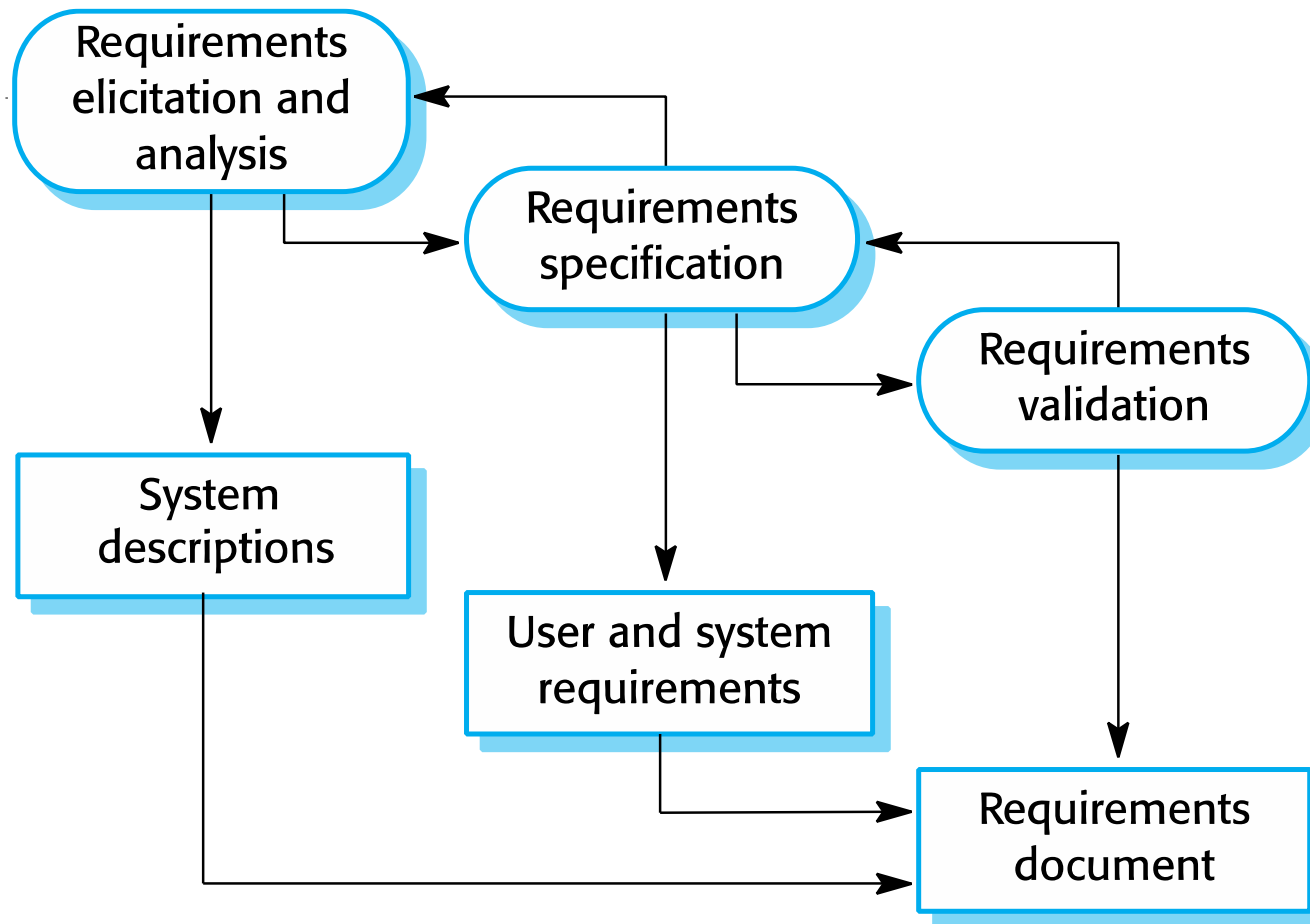 Requirements
elicitation and
analysis
Requirements
specification
Requirements
validation
System
descriptions
User and system
requirements
Requirements
document